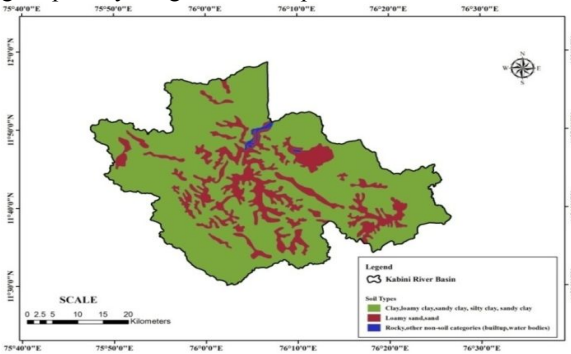 75°40'0"E 75°50'0"E 76°0'0"E 76°10'0"E 76°20'0"E 76°30'0"E
N
W E
S
12°0'0"N
11°50'0"N
11°40'0"N
11°30'0"N
Legend
Kabini River Basin
Soil Types
Clay,loamy clay,sandy clay, silty clay, sandy clay
Loamy sand,sand
Rocky,other non-soil categories (builtup,water bodies)
SCALE
0 2.5 5 10 15 20
Kilometers
75°40'0"E 75°50'0"E 76°0'0"E 76°10'0"E 76°20'0"E 76°30'0"E